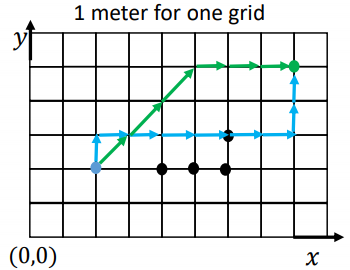 1 meter for one grid
y
(0,0)
x